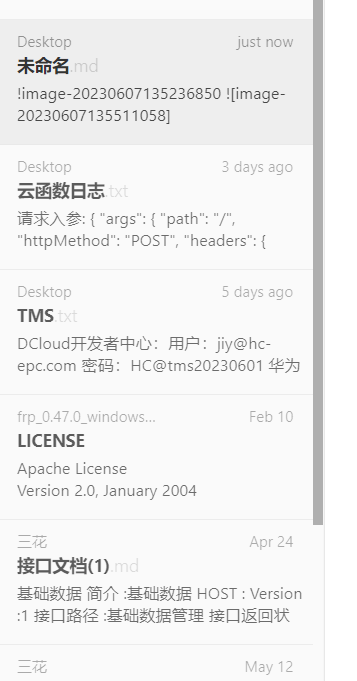 Desktop just now
未命名.md
!image-20230607135236850 ![image-
20230607135511058]
Desktop 3 days ago
云函数日志.txt
请求入参: { "args": { "path": "/",
"httpMethod": "POST", "headers": {
Desktop 5 days ago
TMS.txt
DCloud开发者中心：用户：jiy@hc-
epc.com 密码：HC@tms20230601 华为
frp_0.47.0_windows... Feb 10
LICENSE
Apache License
Version 2.0, January 2004
三花 Apr 24
接口文档(1).md
基础数据 简介 :基础数据 HOST : Version
:1 接口路径 :基础数据管理 接口返回状
三花 May 12